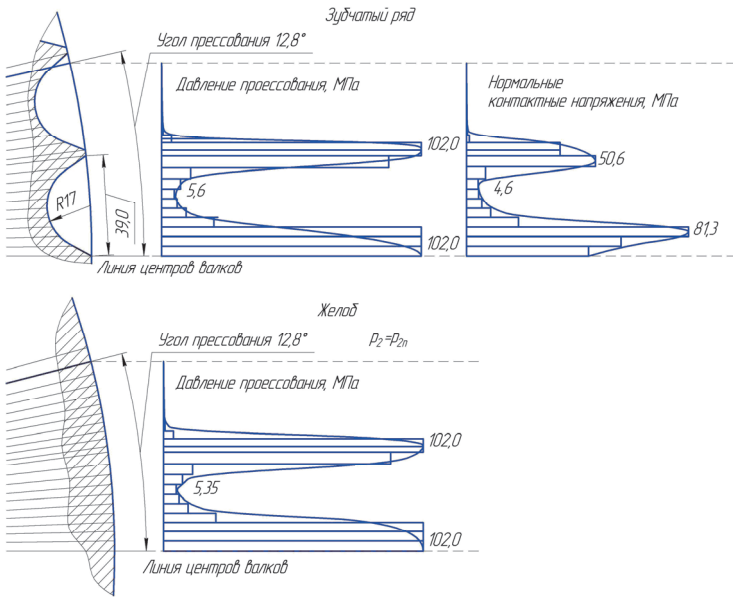 Зубчатый ряд
Угол прессования 12,8°
Давление проессования, МПа
Нормальные
контактные напряжения, МПа
102,0
50,6
5,6
4,6
R17
39,0
81,3
102,0
Линия центров валков
Желоб
Угол прессования 12,8°
P2=P2п
Давление проессования, МПа
102,0
5,35
102,0
Линия центров валков